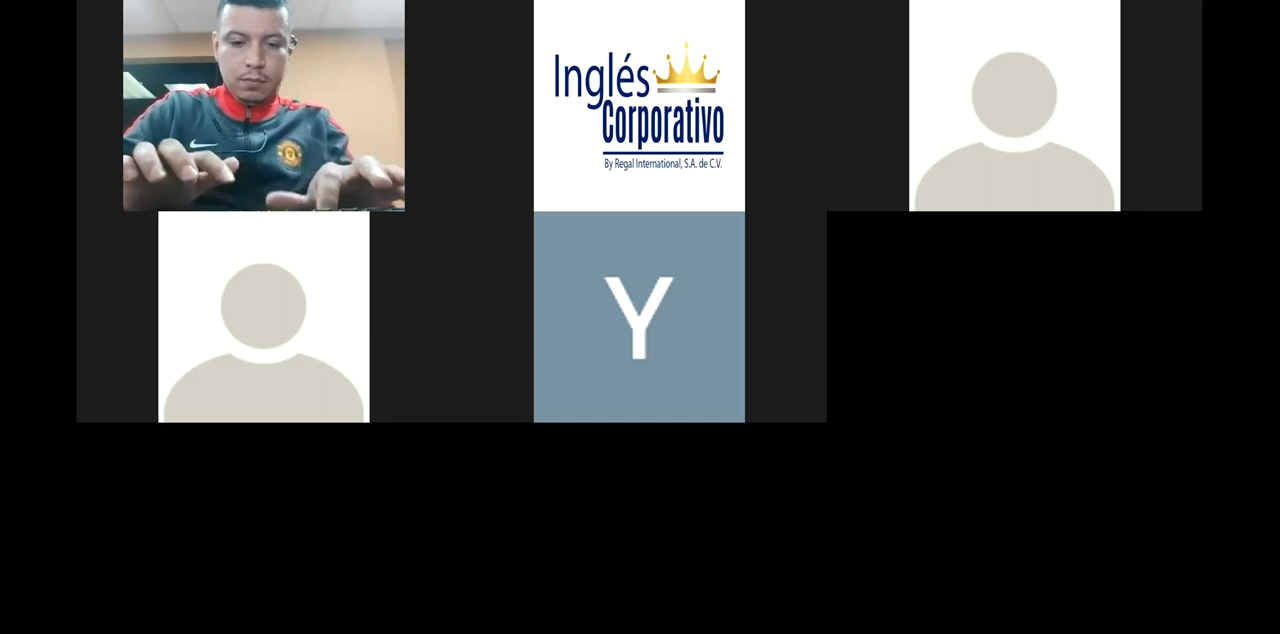 Inglés
Corporativo
By Regal International, S.A. de C.V.
Y